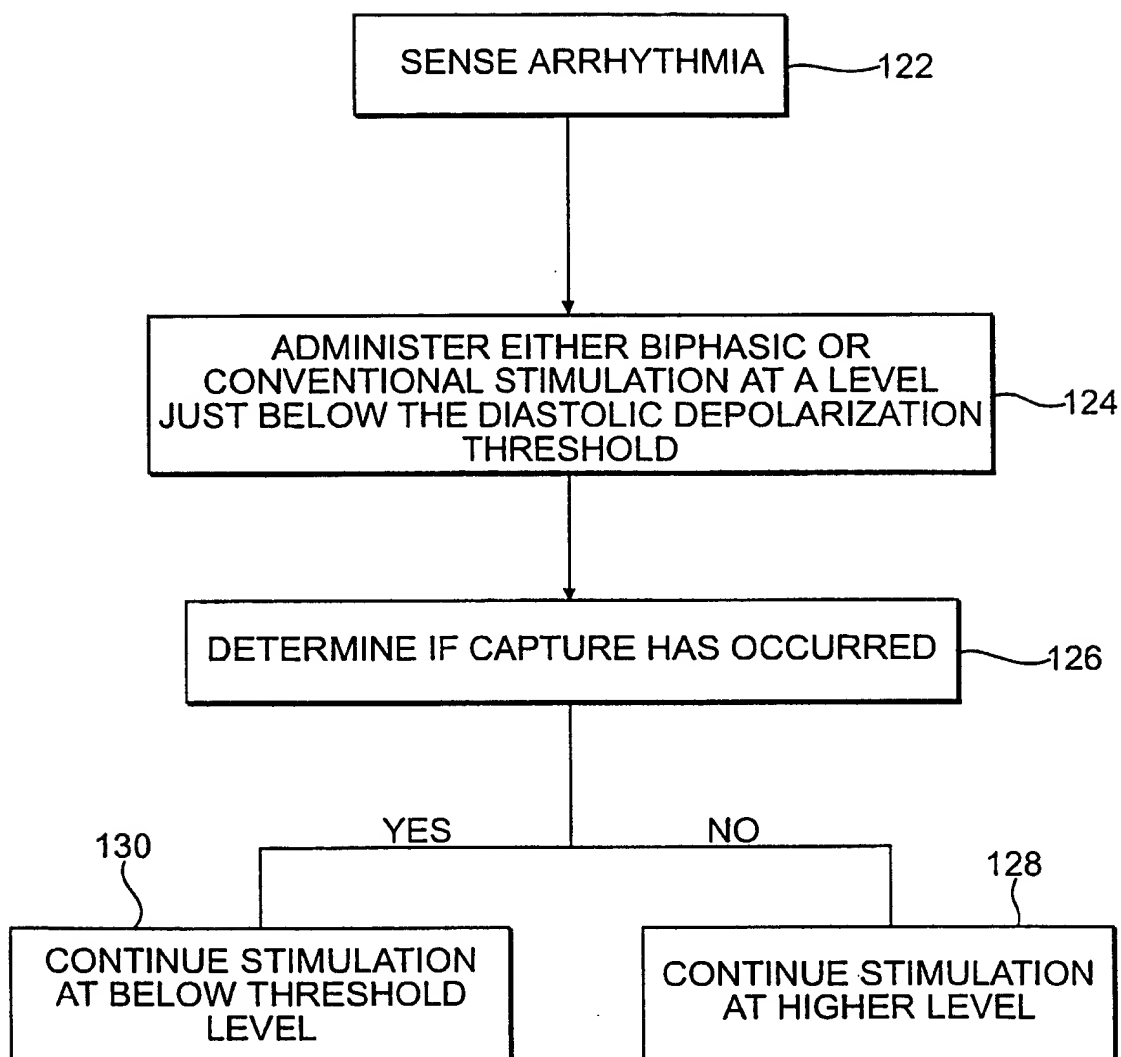 SENSE ARRHYTHMIA
122
ADMINISTER EITHER BIPHASIC OR
CONVENTIONAL STIMULATION AT A LEVEL
JUST BELOW THE DIASTOLIC DEPOLARIZATION
THRESHOLD
124
DETERMINE IF CAPTURE HAS OCCURRED
126
YES
NO
130
128
CONTINUE STIMULATION
AT BELOW THRESHOLD
LEVEL
CONTINUE STIMULATION
AT HIGHER LEVEL